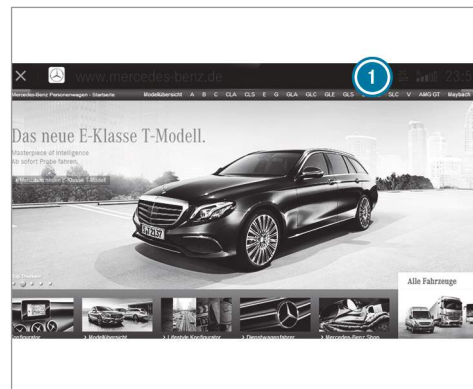 www.mercedes-benz.de
1
Mercedes-Benz Personenwagen - Startseite Modellübersicht A B C CLA CLS E G GLA GLC GLE GLS SLC V AMG GT Maybach
Das neue E-Klasse T-Modell.
Masterpiece of Intelligence
Ab sofort Probe fahren.
S·T 2137
Alle Fahrzeuge
Modellübersicht
Lifestyle Konfigurator
Dienstwagenfahrer
Mercedes-Benz Shop